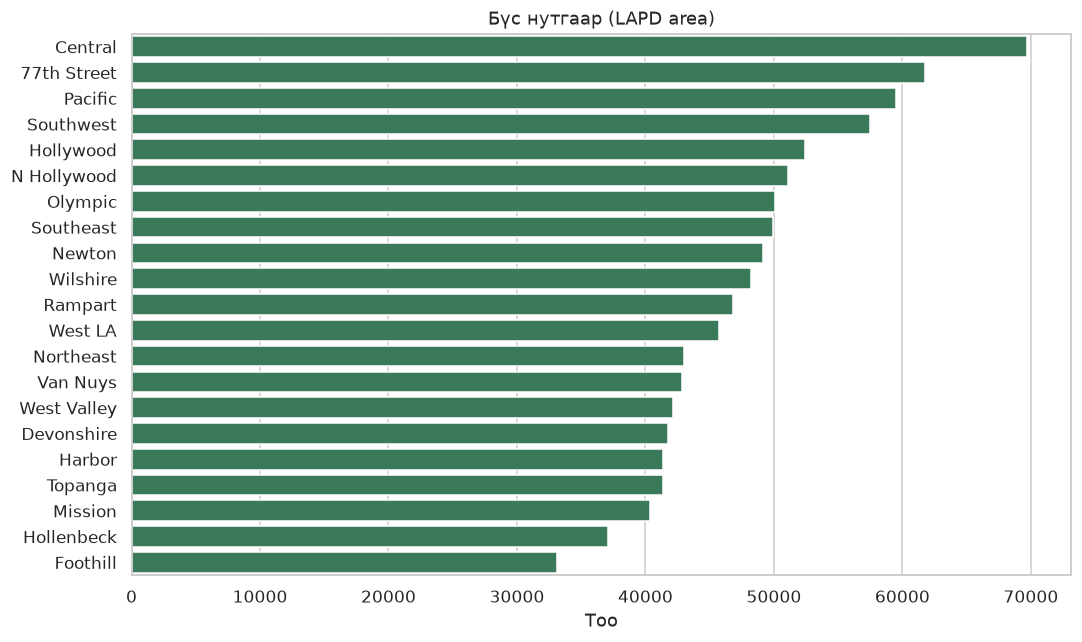 Бүс нутгаар (LAPD area)
Central
77th Street
Pacific
Southwest
Hollywood
N Hollywood
Olympic
Southeast
Newton
Wilshire
Rampart
West LA
Northeast
Van Nuys
West Valley
Devonshire
Harbor
Topanga
Mission
Hollenbeck
Foothill
0 10000 20000 30000 40000 50000 60000 70000
Тоо